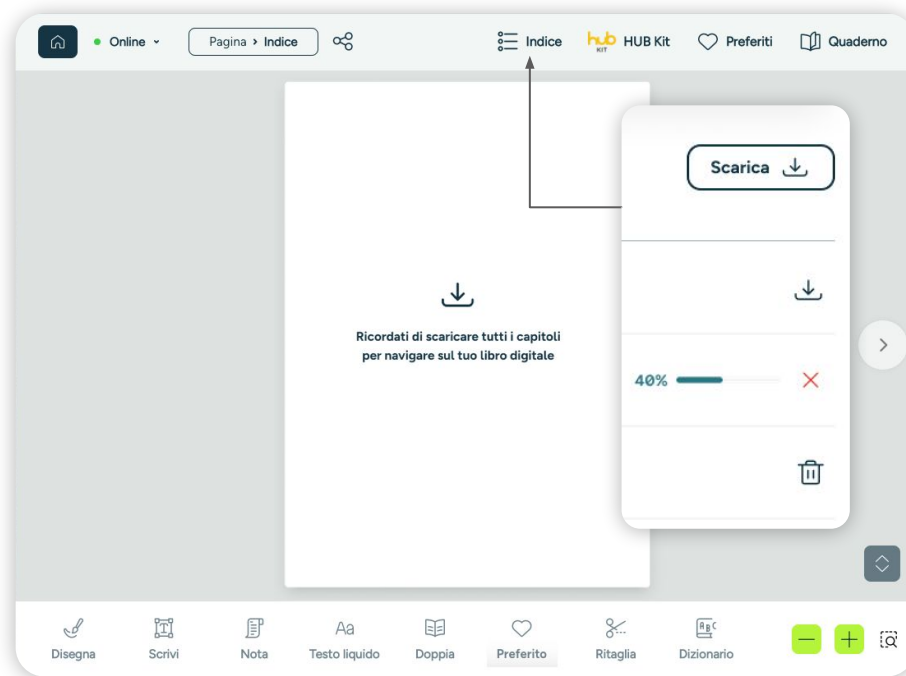 Online
Pagina > Indice
Indice
hub
KIT
HUB Kit
Preferiti
Quaderno
Scarica
Ricordati di scaricare tutti i capitoli
per navigare sul tuo libro digitale
40%
Disegna
Scrivi
Nota
Aa
Testo liquido
Doppia
Preferito
Ritaglia
ABC
Dizionario